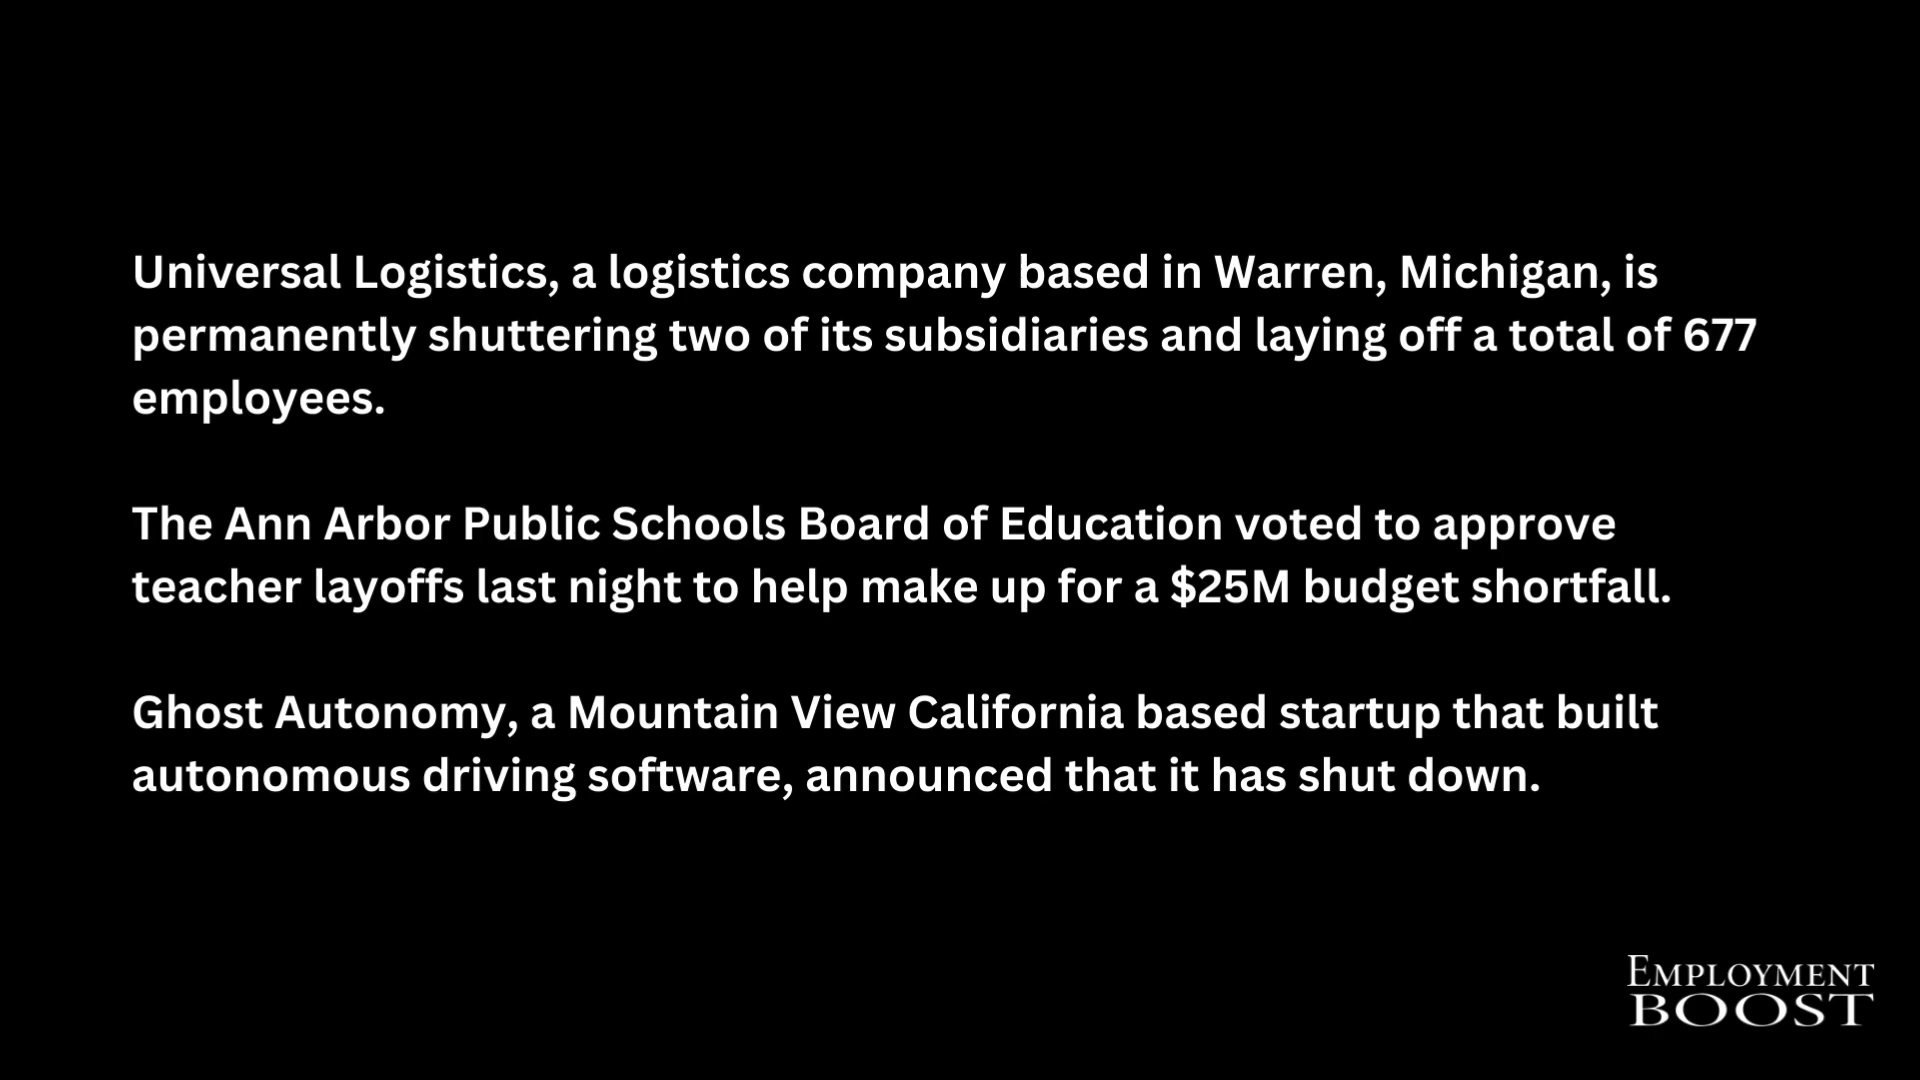 Universal Logistics, a logistics company based in Warren, Michigan, is
permanently shuttering two of its subsidiaries and laying off a total of 677
employees.
The Ann Arbor Public Schools Board of Education voted to approve
teacher layoffs last night to help make up for a $25M budget shortfall.
Ghost Autonomy, a Mountain View California based startup that built
autonomous driving software, announced that it has shut down.
EMPLOYMENT
BOOST